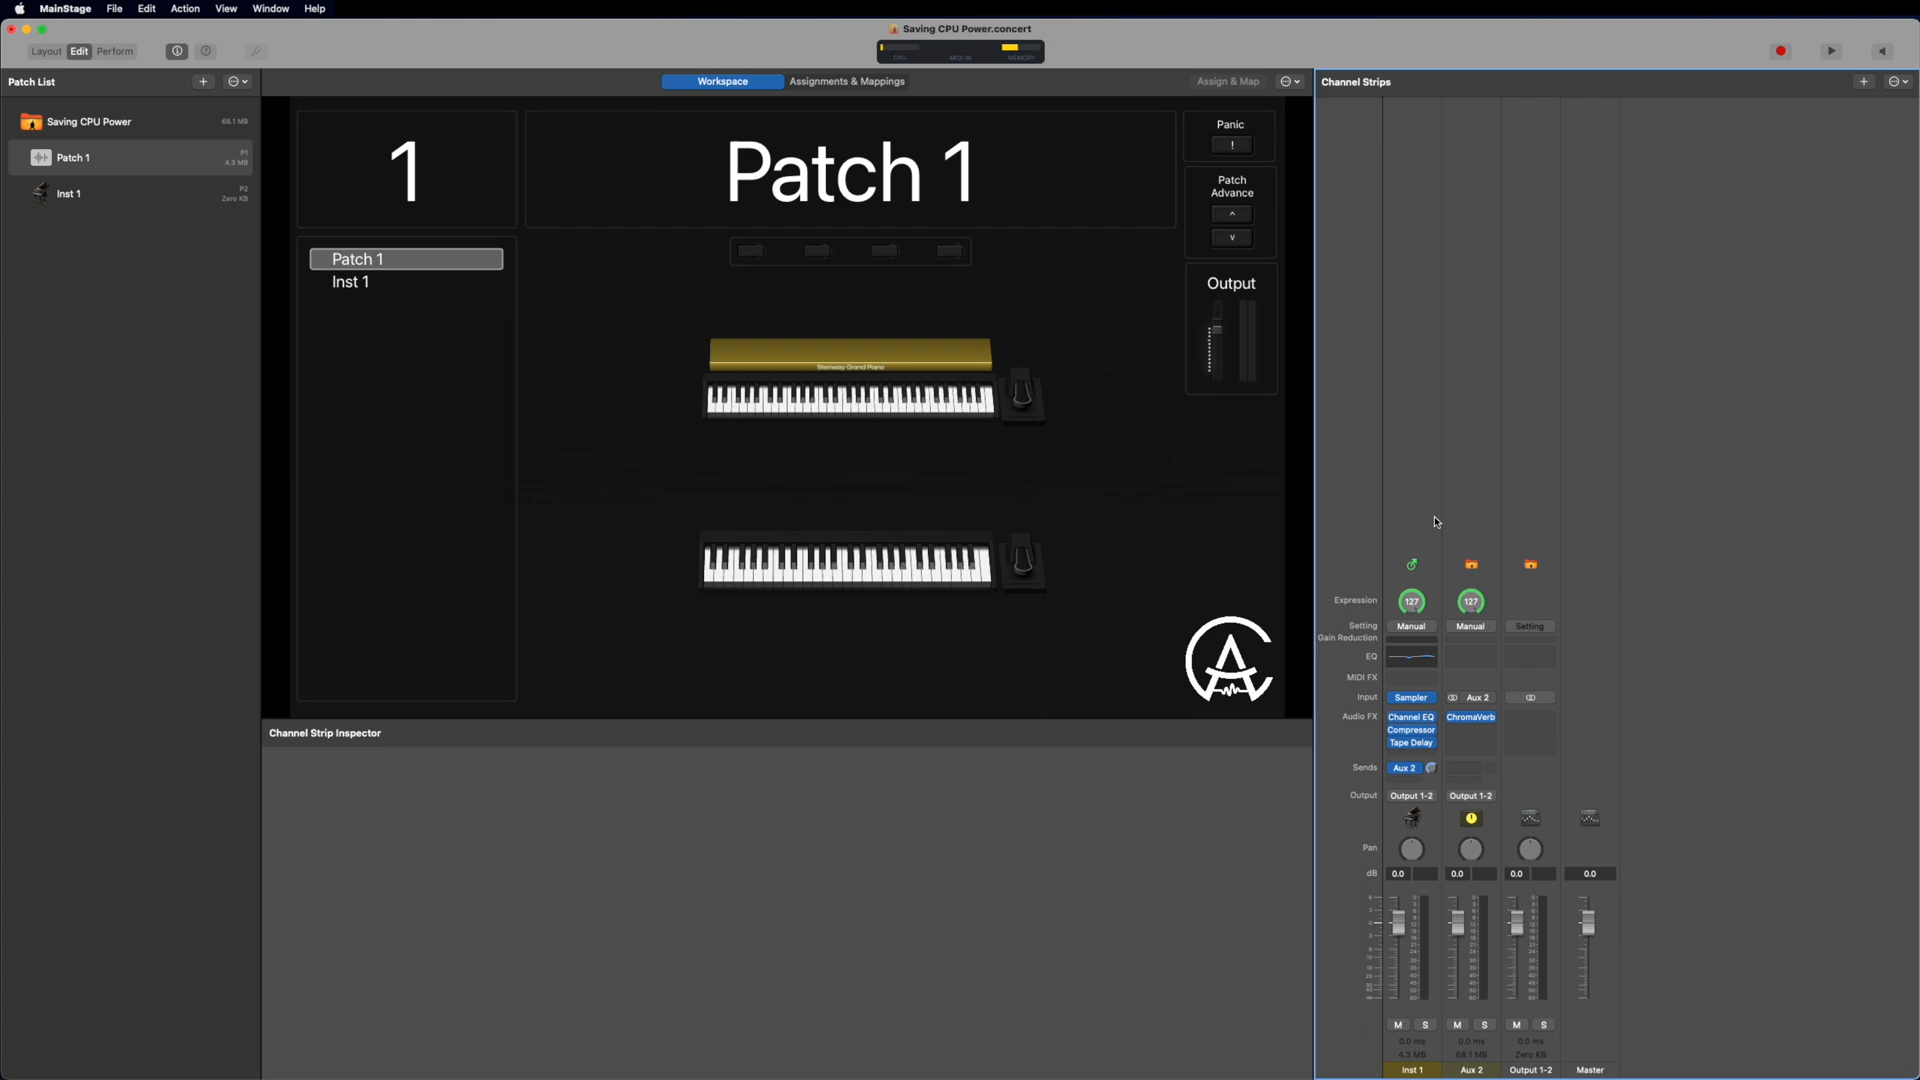 MainStage File Edit Action View Window Help
Saving CPU Power.concert
Layout Edit Perform
CPU MIDI IN MEMORY
Patch List
Workspace Assignments & Mappings
Assign & Map
Channel Strips
Saving CPU Power 68.1 MB
Patch 1 P1
4.3 MB
Inst 1 P2
Zero KB
1
Patch 1
Panic
!
Patch
Advance
^
v
Output
Patch 1
Inst 1
Steinway Grand Piano
Channel Strip Inspector
Expression 127 127
Setting Manual Manual Setting
Gain Reduction
EQ
MIDI FX
Input Sampler Aux 2
Audio FX Channel EQ ChromaVerb
Compressor
Tape Delay
Sends Aux 2
Output Output 1-2 Output 1-2
Pan
dB 0.0 0.0 0.0 0.0
M S M S M S
0.0 ms 0.0 ms 0.0 ms
4.3 MB 68.1 MB Zero KB
Inst 1 Aux 2 Output 1-2 Master